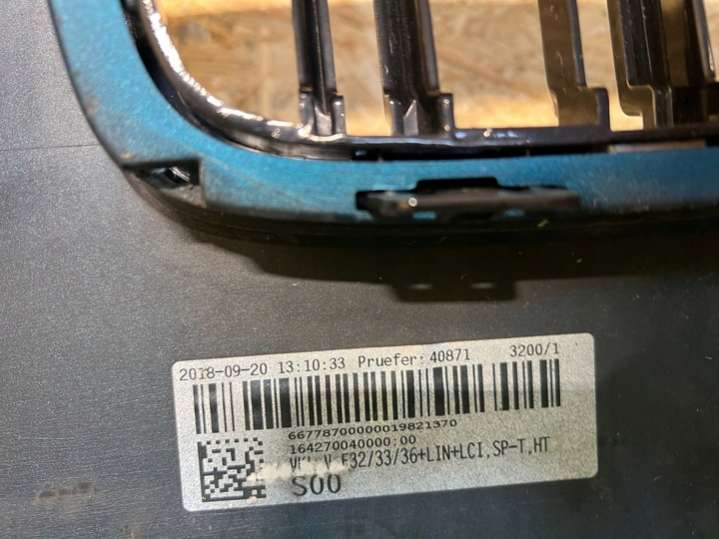 2018-09-20 13:10:33 Pruefer:40871 3200/1
66778700000019821370
164270040000:00
F32/33/36+LIN+LCI,SP-T,HT
S00